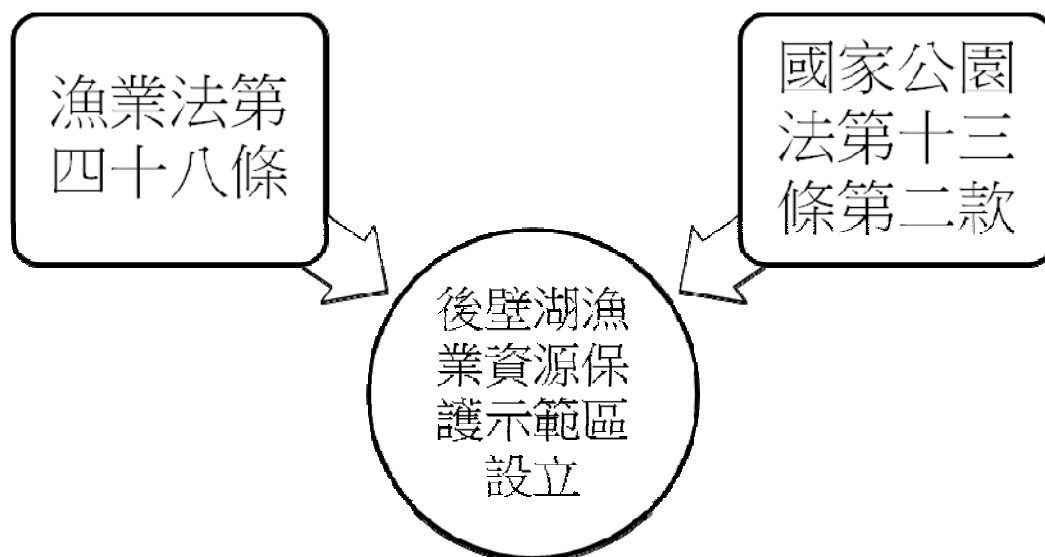 漁業法第
四十八條
國家公園
法第十三
條第二款
後壁湖漁
業資源保
護示範區
設立